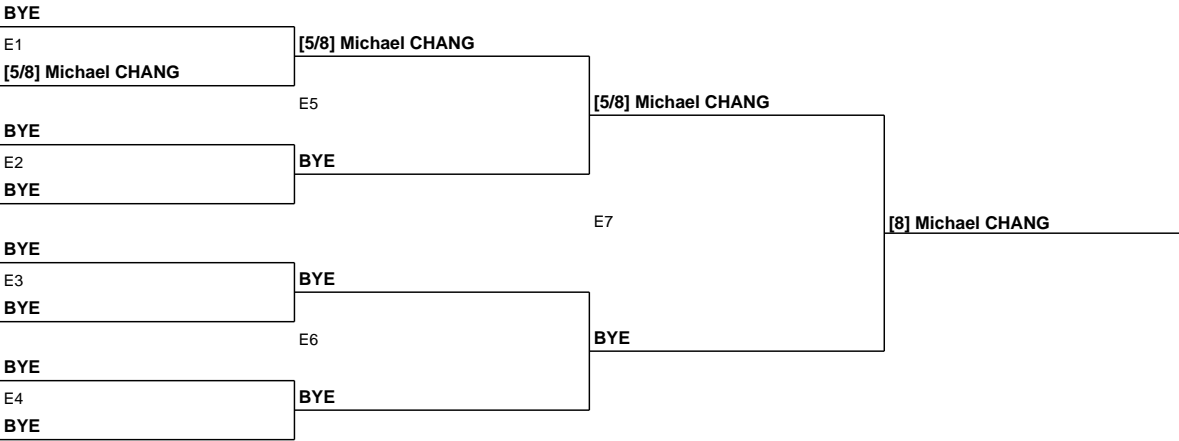 BYE
E1
[5/8] Michael CHANG
[5/8] Michael CHANG
E5
[5/8] Michael CHANG
BYE
E2
BYE
BYE
E7
[8] Michael CHANG
BYE
E3
BYE
BYE
E6
BYE
BYE
E4
BYE
BYE